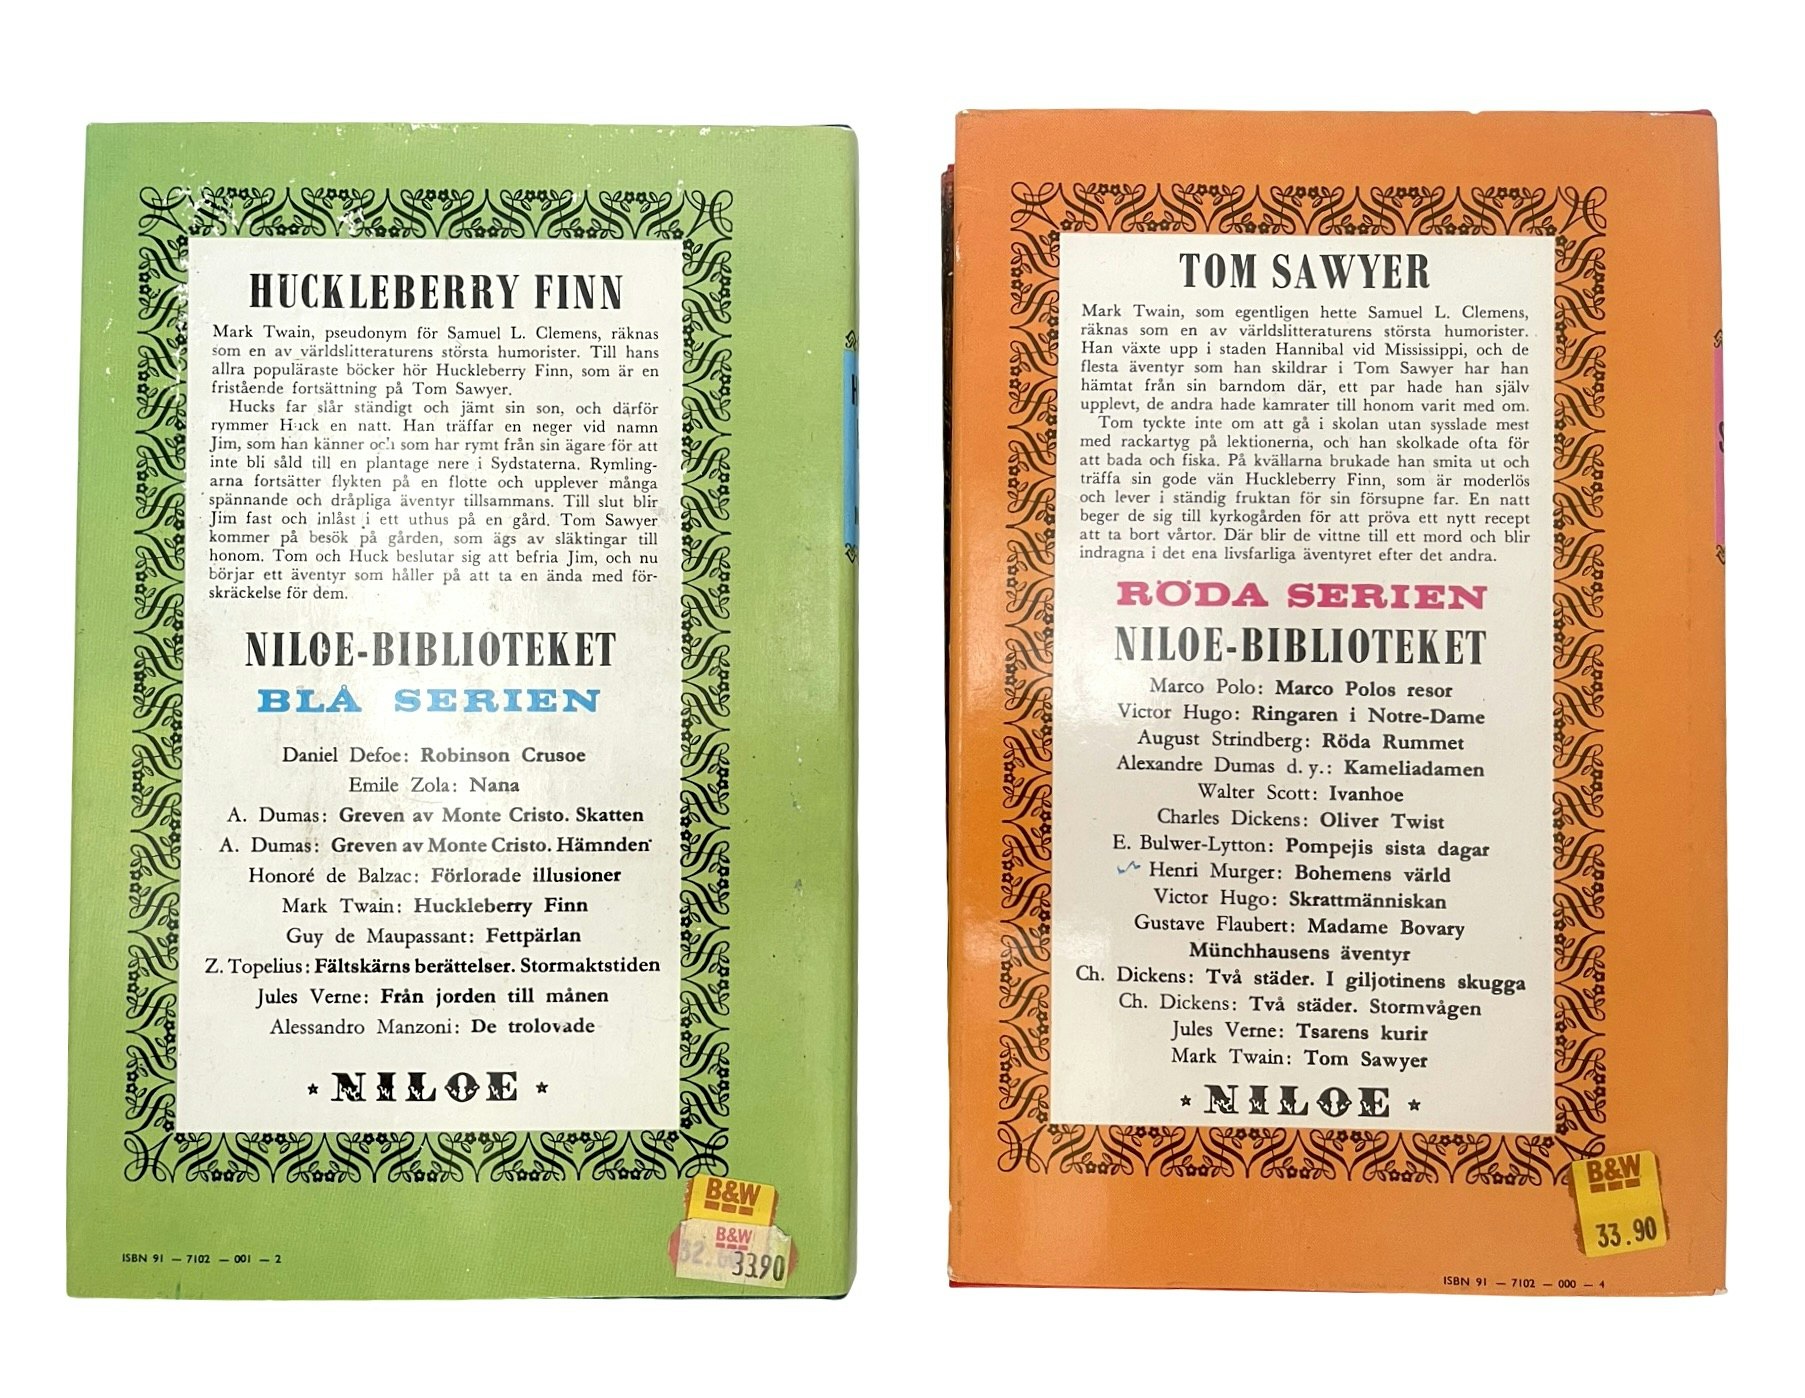 HUCKLEBERRY FINN
Mark Twain, pseudonym för Samuel L. Clemens, räknas
som en av världslitteraturens största humorister. Till hans
allra populäraste böcker hör Huckleberry Finn, som är en
fristående fortsättning på Tom Sawyer.
Hucks far slår ständigt och jämt sin son, och därför
rymmer Huck en natt. Han träffar en neger vid namn
Jim, som han känner och som har rymt från sin ägare för att
inte bli såld till en plantage nere i Sydstaterna. Rymling-
arna fortsätter flykten på en flotte och upplever många
spännande och dråpliga äventyr tillsammans. Till slut blir
Jim fast och inlåst i ett uthus på en gård. Tom Sawyer
kommer på besök på gården, som ägs av släktingar till
honom. Tom och Huck beslutar sig att befria Jim, och nu
börjar ett äventyr som håller på att ta en ända med för-
skräckelse för dem.
NILOE-BIBLIOTEKET
BLÅ SERIEN
Daniel Defoe: Robinson Crusoe
Emile Zola: Nana
A. Dumas: Greven av Monte Cristo. Skatten
A. Dumas: Greven av Monte Cristo. Hämnden
Honoré de Balzac: Förlorade illusioner
Mark Twain: Huckleberry Finn
Guy de Maupassant: Fettpärlan
Z. Topelius: Fältskärns berättelser. Stormaktstiden
Jules Verne: Från jorden till månen
Alessandro Manzoni: De trolovade
★ NILOE ★
B&W
B&W
33.90
ISBN 91 — 7102 — 001 — 2
TOM SAWYER
Mark Twain, som egentligen hette Samuel L. Clemens,
räknas som en av världslitteraturens största humorister.
Han växte upp i staden Hannibal vid Mississippi, och de
flesta äventyr som han skildrar i Tom Sawyer har han
hämtat från sin barndom där, ett par hade han själv
upplevt, de andra hade kamrater till honom varit med om.
Tom tyckte inte om att gå i skolan utan sysslade mest
med rackartyg på lektionerna, och han skolkade ofta för
att bada och fiska. På kvällarna brukade han smita ut och
träffa sin gode vän Huckleberry Finn, som är moderlös
och lever i ständig fruktan för sin försupne far. En natt
beger de sig till kyrkogården för att pröva ett nytt recept
att ta bort vårtor. Där blir de vittne till ett mord och blir
indragna i det ena livsfarliga äventyret efter det andra.
RÖDA SERIEN
NILOE-BIBLIOTEKET
Marco Polo: Marco Polos resor
Victor Hugo: Ringaren i Notre-Dame
August Strindberg: Röda Rummet
Alexandre Dumas d. y.: Kameliadamen
Walter Scott: Ivanhoe
Charles Dickens: Oliver Twist
E. Bulwer-Lytton: Pompejis sista dagar
Henri Murger: Bohemens värld
Victor Hugo: Skrattmänniskan
Gustave Flaubert: Madame Bovary
Münchhausens äventyr
Ch. Dickens: Två städer. I giljotinens skugga
Ch. Dickens: Två städer. Stormvågen
Jules Verne: Tsarens kurir
Mark Twain: Tom Sawyer
★ NILOE ★
B&W
33.90
ISBN 91 — 7102 — 000 — 4